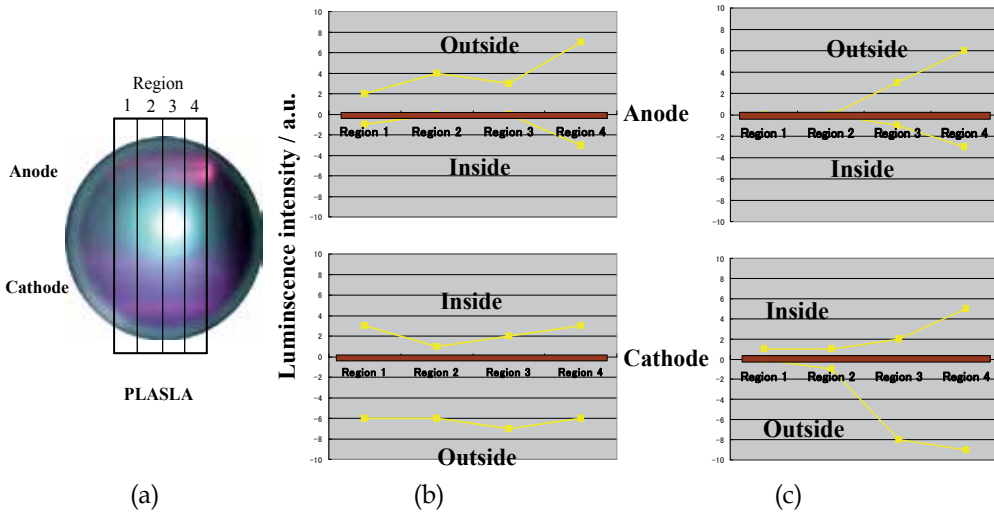 Region
1 2 3 4
Anode
Cathode
PLASLA
(a)
Luminscence intensity / a.u.
10
8
6
4
2
0
-2
-4
-6
-8
-10
Outside
Region 1 Region 2 Region 3 Region 4
Inside
Anode
10
8
6
4
2
0
-2
-4
-6
-8
-10
Inside
Region 1 Region 2 Region 3 Region 4
Outside
Cathode
(b)
10
8
6
4
2
0
-2
-4
-6
-8
-10
Outside
Region 1 Region 2 Region 3 Region 4
Inside
10
8
6
4
2
0
-2
-4
-6
-8
-10
Inside
Region 1 Region 2 Region 3 Region 4
Outside
(c)